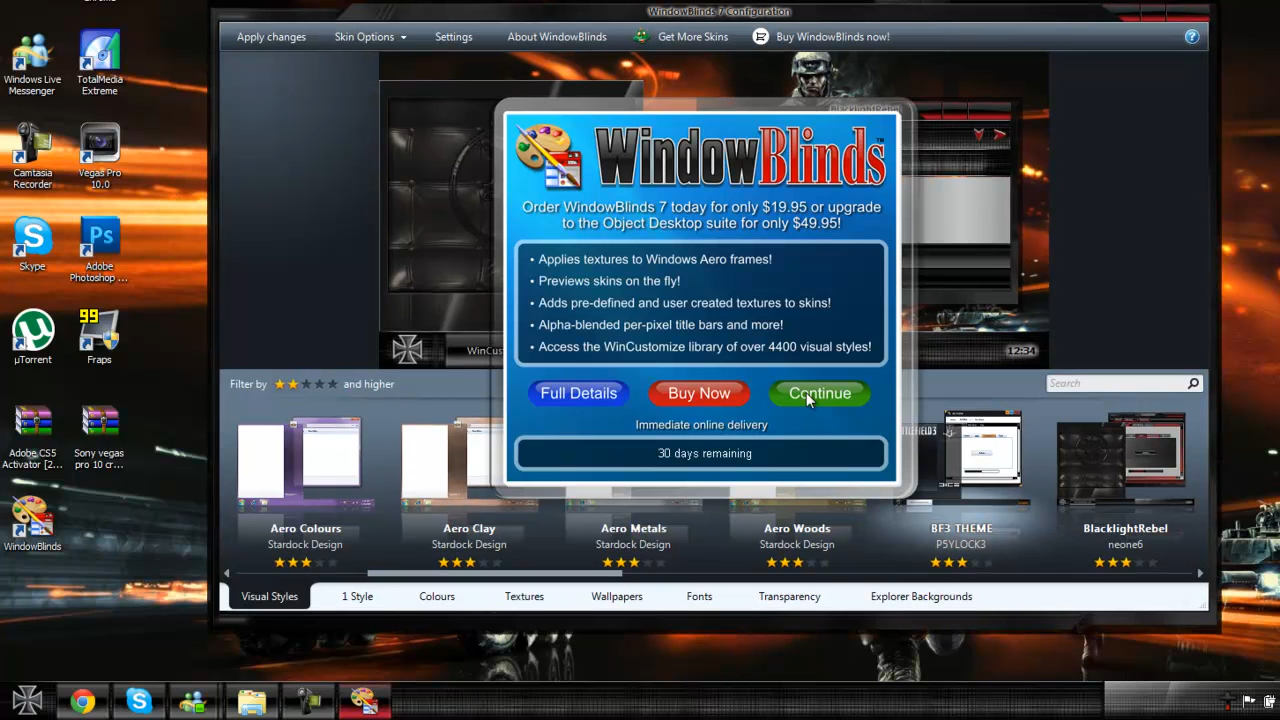 WindowBlinds 7 Configuration
Apply changes
Skin Options
Settings
About WindowBlinds
Get More Skins
Buy WindowBlinds now!
?
Windows Live
Messenger
TotalMedia
Extreme
Camtasia
Recorder
Vegas Pro
10.0
Skype
Ps
Adobe
Photoshop ...
µTorrent
99
Fraps
Adobe CS5
Activator [2...
Sony vegas
pro 10 cr...
WindowBlinds
BlacklightRebel
WindowBlinds™
Order WindowBlinds 7 today for only $19.95 or upgrade
to the Object Desktop suite for only $49.95!
• Applies textures to Windows Aero frames!
• Previews skins on the fly!
• Adds pre-defined and user created textures to skins!
• Alpha-blended per-pixel title bars and more!
• Access the WinCustomize library of over 4400 visual styles!
Full Details
Buy Now
Continue
Immediate online delivery
30 days remaining
WinCus
12:34
Filter by
and higher
Search
Aero Colours
Stardock Design
Aero Clay
Stardock Design
Aero Metals
Stardock Design
Aero Woods
Stardock Design
BF3 THEME
P5YLOCK3
BlacklightRebel
neone6
Visual Styles
1 Style
Colours
Textures
Wallpapers
Fonts
Transparency
Explorer Backgrounds